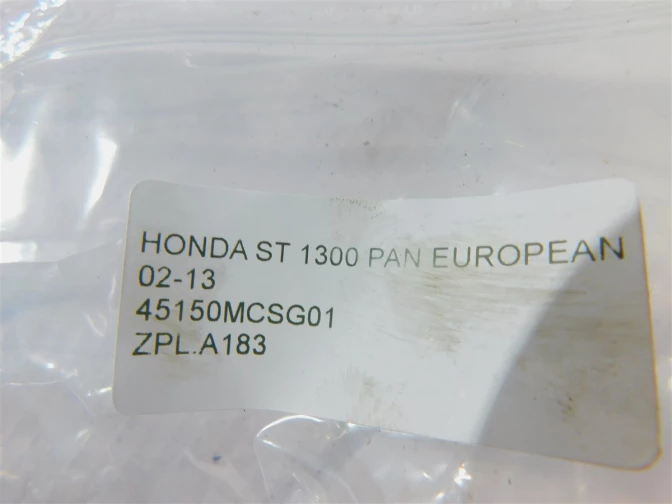 HONDA ST 1300 PAN EUROPEAN
02-13
45150MCSG01
ZPL.A183